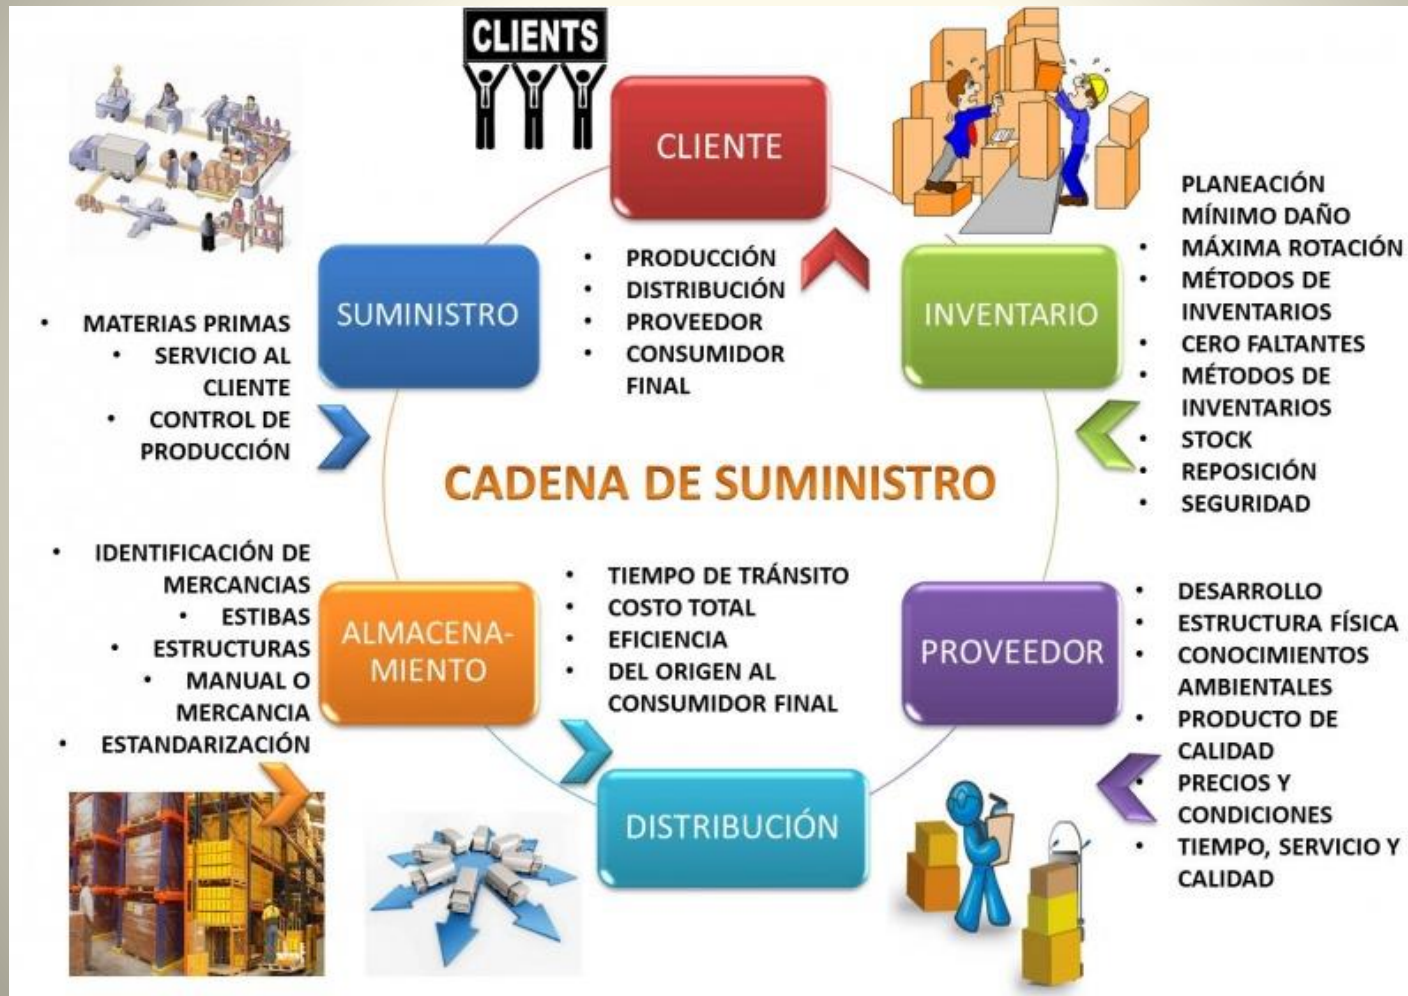 CLIENTS
CLIENTE
• PRODUCCIÓN
• DISTRIBUCIÓN
• PROVEEDOR
• CONSUMIDOR
FINAL
INVENTARIO
PLANEACIÓN
MÍNIMO DAÑO
• MÁXIMA ROTACIÓN
• MÉTODOS DE
INVENTARIOS
• CERO FALTANTES
• MÉTODOS DE
INVENTARIOS
• STOCK
• REPOSICIÓN
• SEGURIDAD
SUMINISTRO
• MATERIAS PRIMAS
• SERVICIO AL
CLIENTE
• CONTROL DE
PRODUCCIÓN
CADENA DE SUMINISTRO
• IDENTIFICACIÓN DE
MERCANCIAS
• ESTIBAS
• ESTRUCTURAS
• MANUAL O
MERCANCIA
• ESTANDARIZACIÓN
ALMACENA-
MIENTO
• TIEMPO DE TRÁNSITO
• COSTO TOTAL
• EFICIENCIA
• DEL ORIGEN AL
CONSUMIDOR FINAL
DISTRIBUCIÓN
PROVEEDOR
• DESARROLLO
• ESTRUCTURA FÍSICA
• CONOCIMIENTOS
AMBIENTALES
• PRODUCTO DE
CALIDAD
• PRECIOS Y
CONDICIONES
• TIEMPO, SERVICIO Y
CALIDAD